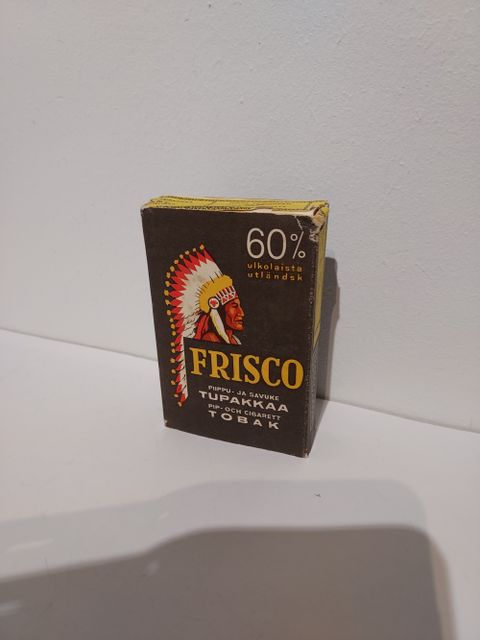 60%
ulkolaista
utländsk
FRISCO
PIIPPU- JA SAVUKE
TUPAKKAA
PIP- OCH CIGARETT
TOBAK